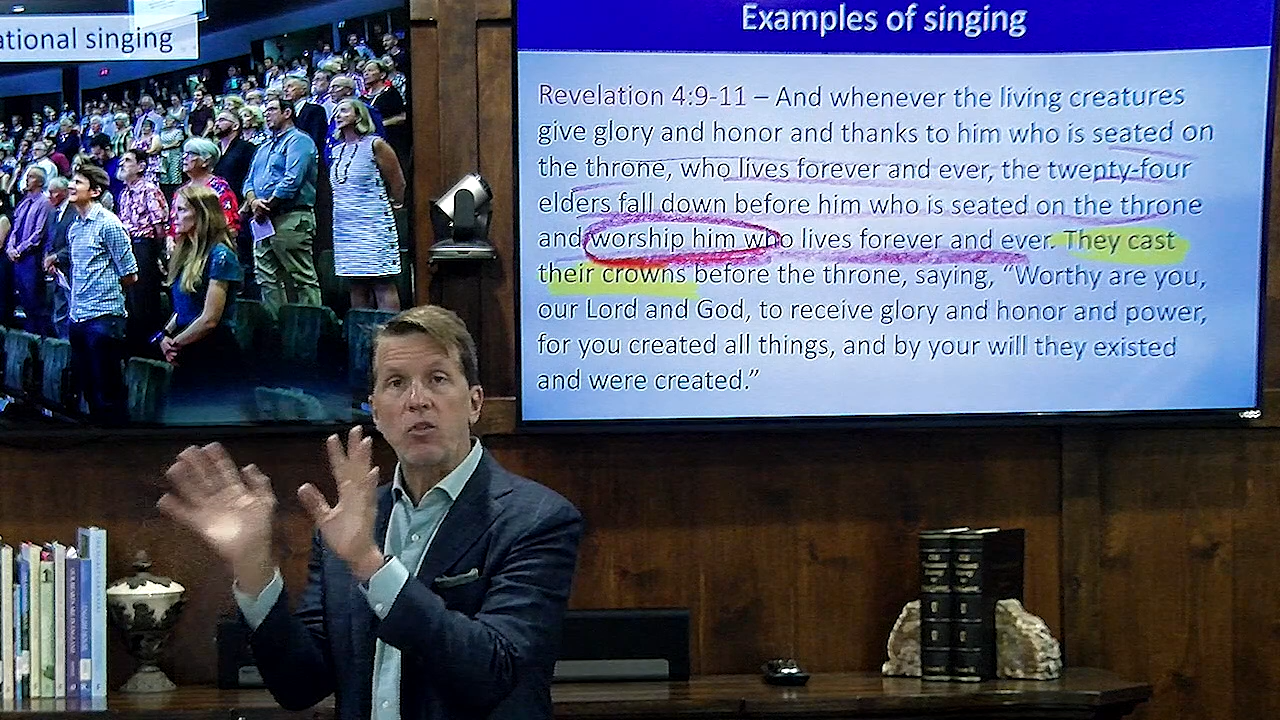 ational singing
Examples of singing
Revelation 4:9-11 – And whenever the living creatures
give glory and honor and thanks to him who is seated on
the throne, who lives forever and ever, the twenty-four
elders fall down before him who is seated on the throne
and worship him who lives forever and ever. They cast
their crowns before the throne, saying, “Worthy are you,
our Lord and God, to receive glory and honor and power,
for you created all things, and by your will they existed
and were created.”